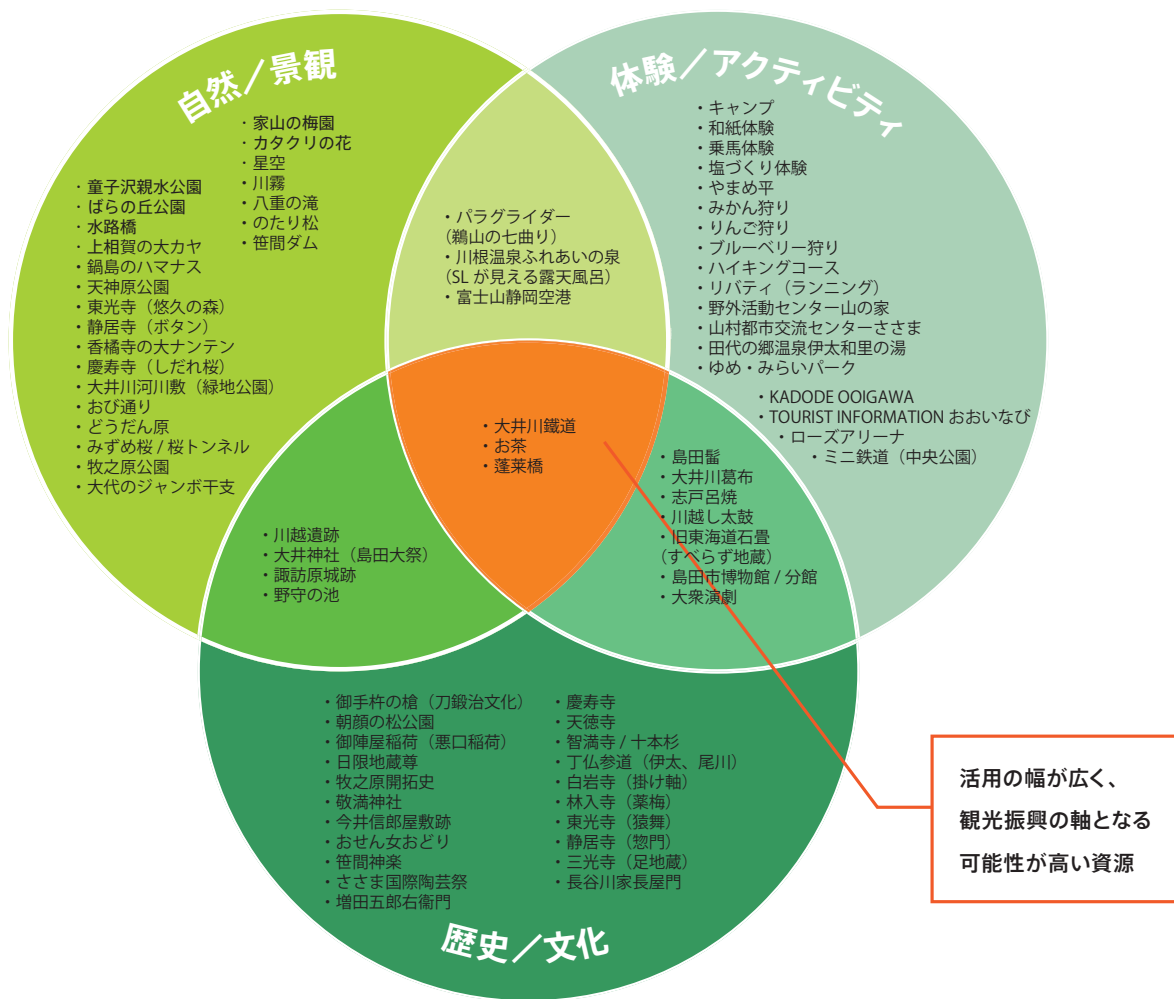 自然／景観
・家山の梅園
・カタクリの花
・星空
・川霧
・八重の滝
・のたり松
・笹間ダム
・童子沢親水公園
・ばらの丘公園
・水路橋
・上相賀の大カヤ
・鍋島のハマナス
・天神原公園
・東光寺（悠久の森）
・静居寺（ボタン）
・香橘寺の大ナンテン
・慶寿寺（しだれ桜）
・大井川河川敷（緑地公園）
・おび通り
・どうだん原
・みずめ桜 / 桜トンネル
・牧之原公園
・大代のジャンボ干支
・パラグライダー
（鵜山の七曲り）
・川根温泉ふれあいの泉
（SL が見える露天風呂）
・富士山静岡空港
体験／アクティビティ
・キャンプ
・和紙体験
・乗馬体験
・塩づくり体験
・やまめ平
・みかん狩り
・りんご狩り
・ブルーベリー狩り
・ハイキングコース
・リバティ（ランニング）
・野外活動センター山の家
・山村都市交流センターささま
・田代の郷温泉伊太和里の湯
・ゆめ・みらいパーク
・KADODE OOIGAWA
・TOURIST INFORMATION おおいなび
・ローズアリーナ
・ミニ鉄道（中央公園）
・大井川鐵道
・お茶
・蓬莱橋
・島田髷
・大井川葛布
・志戸呂焼
・川越し太鼓
・旧東海道石畳
（すべらず地蔵）
・島田市博物館 / 分館
・大衆演劇
・川越遺跡
・大井神社（島田大祭）
・諏訪原城跡
・野守の池
・御手杵の槍（刀鍛冶文化）
・朝顔の松公園
・御陣屋稲荷（悪口稲荷）
・日限地蔵尊
・牧之原開拓史
・敬満神社
・今井信郎屋敷跡
・おせん女おどり
・笹間神楽
・ささま国際陶芸祭
・増田五郎右衛門
・慶寿寺
・天徳寺
・智満寺 / 十本杉
・丁仏参道（伊太、尾川）
・白岩寺（掛け軸）
・林入寺（薬梅）
・東光寺（猿舞）
・静居寺（惣門）
・三光寺（足地蔵）
・長谷川家長屋門
歴史／文化
活用の幅が広く、
観光振興の軸となる
可能性が高い資源